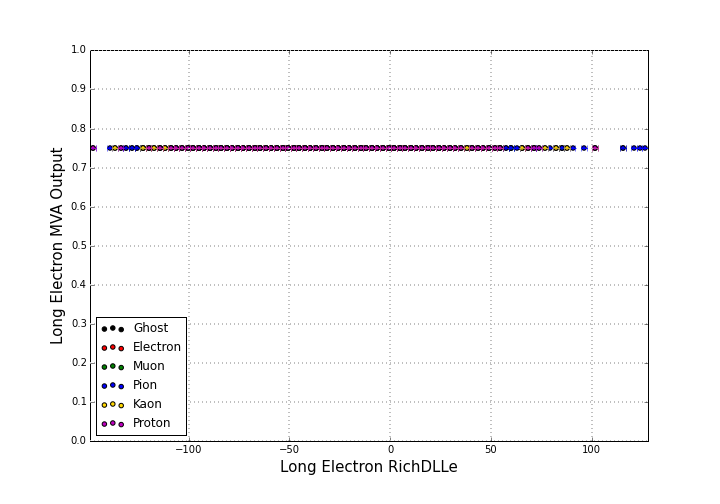 1.0
0.9
0.8
0.7
0.6
0.5
0.4
0.3
0.2
0.1
0.0
Long Electron MVA Output
Ghost
Electron
Muon
Pion
Kaon
Proton
−100 −50 0 50 100
Long Electron RichDLLe